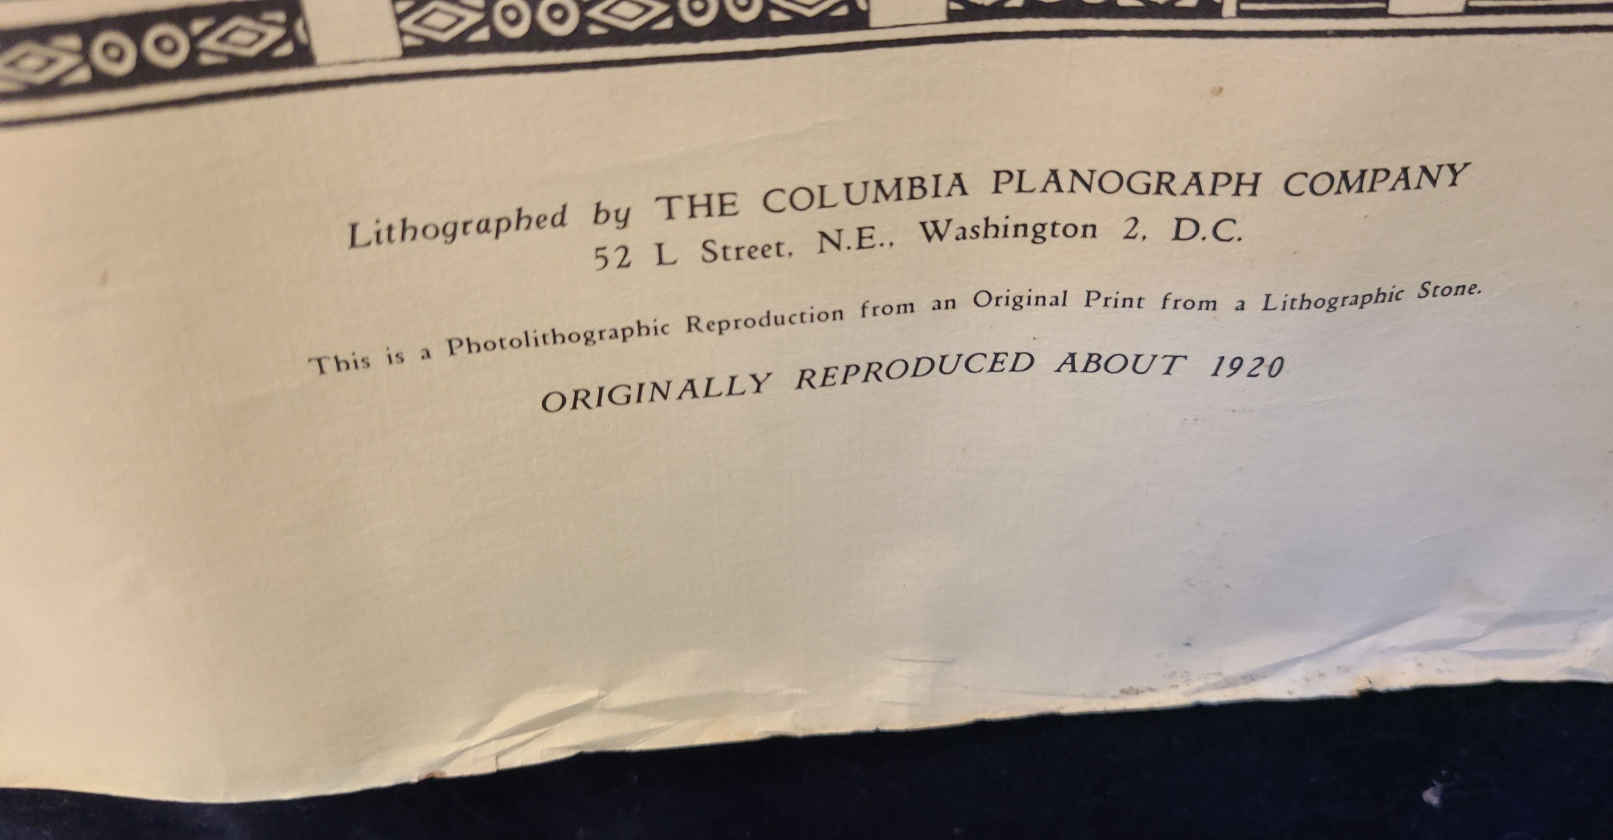 Lithographed by THE COLUMBIA PLANOGRAPH COMPANY
52 L Street, N.E., Washington 2, D.C.
This is a Photolithographic Reproduction from an Original Print from a Lithographic Stone.
ORIGINALLY REPRODUCED ABOUT 1920